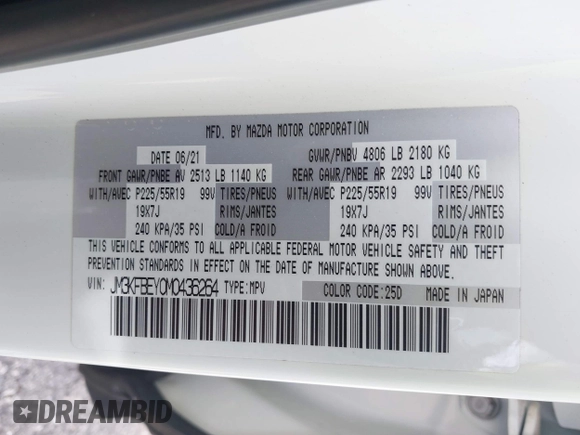 MFD. BY MAZDA MOTOR CORPORATION
DATE 06/21 GVWR/PNBV 4806 LB 2180 KG
FRONT GAWR/PNBE AV 2513 LB 1140 KG REAR GAWR/PNBE AR 2293 LB 1040 KG
WITH/AVEC P225/55R19 99V TIRES/PNEUS WITH/AVEC P225/55R19 99V TIRES/PNEUS
19X7J RIMS/JANTES 19X7J RIMS/JANTES
240 KPA/35 PSI COLD/A FROID 240 KPA/35 PSI COLD/A FROID
THIS VEHICLE CONFORMS TO ALL APPLICABLE FEDERAL MOTOR VEHICLE SAFETY AND THEFT
PREVENTION STANDARDS IN EFFECT ON THE DATE OF MANUFACTURE SHOWN ABOVE.
VIN: JM3KFBEY0M0436264 TYPE:MPV COLOR CODE:25D MADE IN JAPAN
DREAMBID